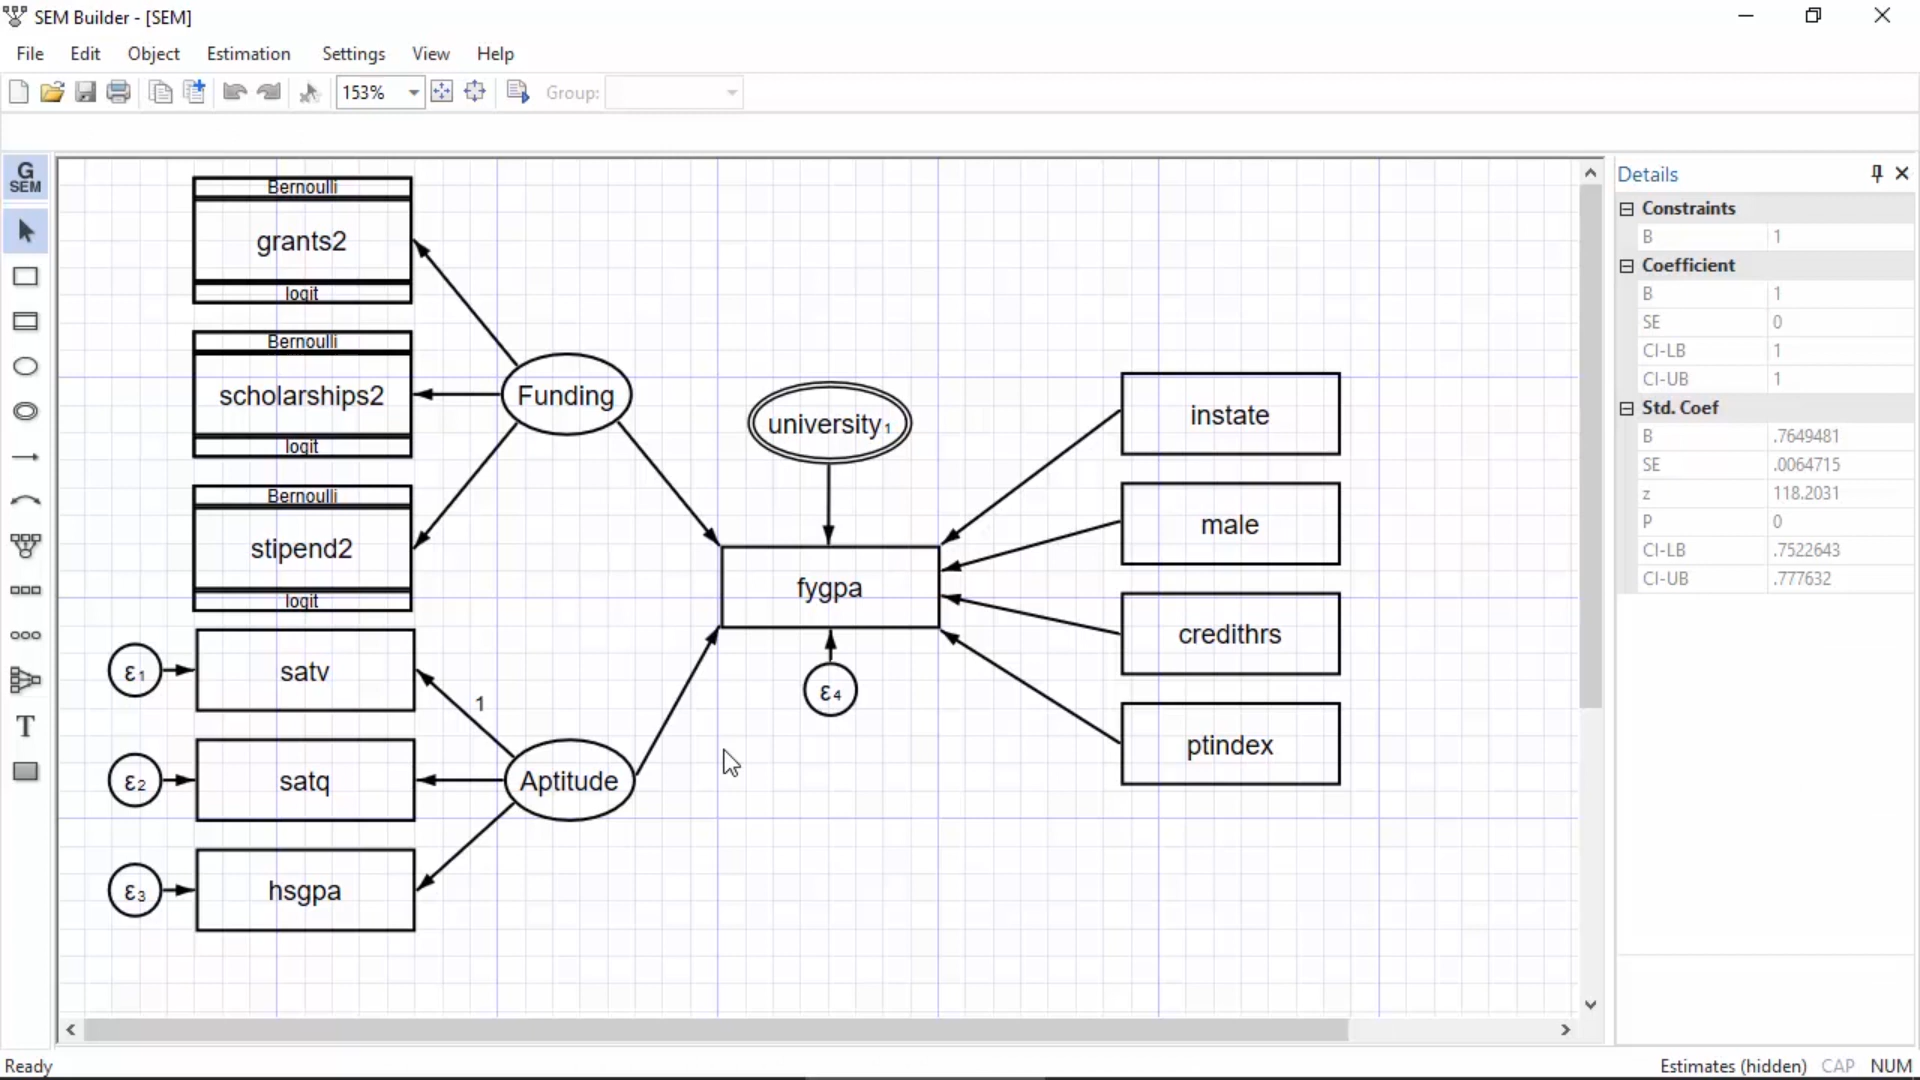 SEM Builder - [SEM]
File Edit Object Estimation Settings View Help
153% Group:
G
SEM
T
Bernoulli
grants2
logit
Bernoulli
scholarships2
logit
Bernoulli
stipend2
logit
Funding
university1
instate
male
fygpa
credithrs
ptindex
ε1
satv
1
ε4
ε2
satq
Aptitude
ε3
hsgpa
Details
Constraints
B 1
Coefficient
B 1
SE 0
CI-LB 1
CI-UB 1
Std. Coef
B .7649481
SE .0064715
z 118.2031
P 0
CI-LB .7522643
CI-UB .777632
Ready
Estimates (hidden) CAP NUM